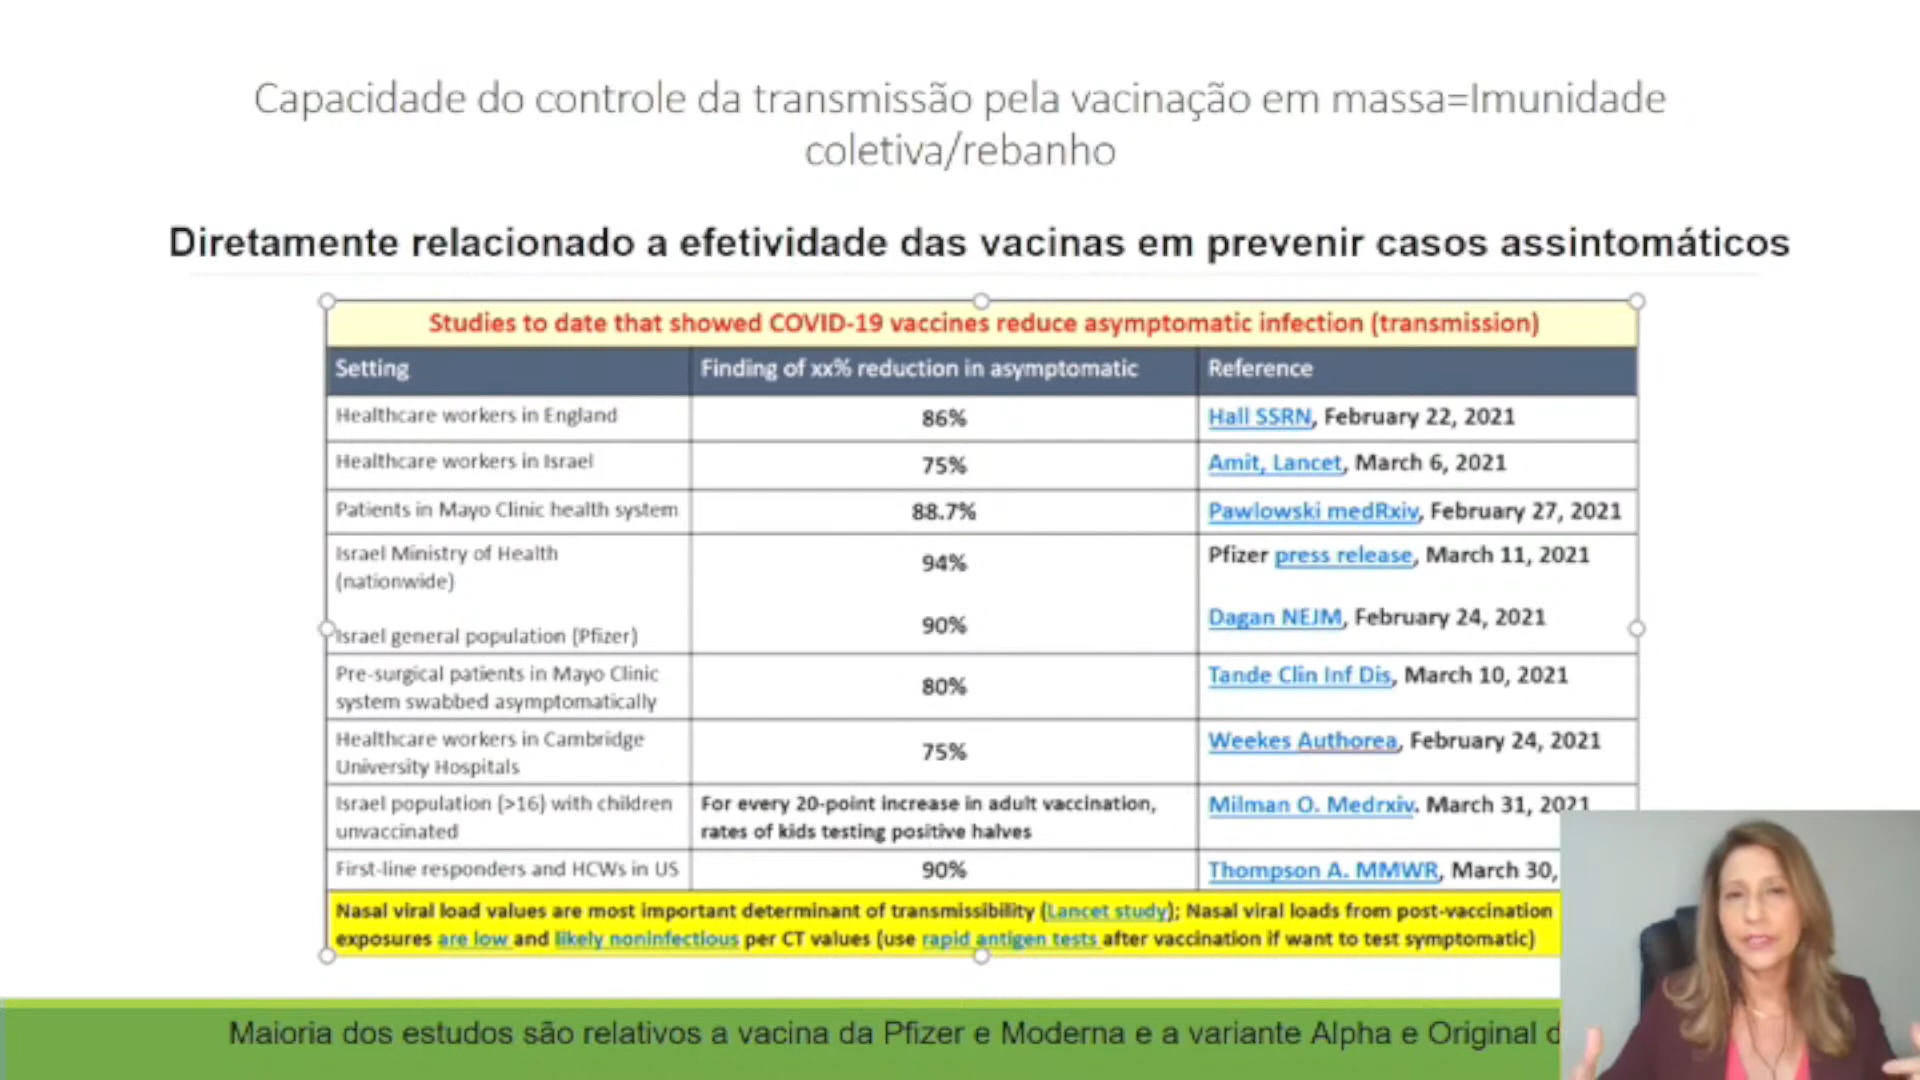 Capacidade do controle da transmissão pela vacinação em massa=Imunidade
coletiva/rebanho
Diretamente relacionado a efetividade das vacinas em prevenir casos assintomáticos
Studies to date that showed COVID-19 vaccines reduce asymptomatic infection (transmission)
Setting Finding of xx% reduction in asymptomatic Reference
Healthcare workers in England 86% Hall SSRN, February 22, 2021
Healthcare workers in Israel 75% Amit, Lancet, March 6, 2021
Patients in Mayo Clinic health system 88.7% Pawlowski medRxiv, February 27, 2021
Israel Ministry of Health 94% Pfizer press release, March 11, 2021
(nationwide)
Israel general population (Pfizer) 90% Dagan NEJM, February 24, 2021
Pre-surgical patients in Mayo Clinic 80% Tande Clin Inf Dis, March 10, 2021
system swabbed asymptomatically
Healthcare workers in Cambridge 75% Weekes Authorea, February 24, 2021
University Hospitals
Israel population (>16) with children For every 20-point increase in adult vaccination, Milman O. Medrxiv. March 31, 2021
unvaccinated rates of kids testing positive halves
First-line responders and HCWs in US 90% Thompson A. MMWR, March 30,
Nasal viral load values are most important determinant of transmissibility (Lancet study); Nasal viral loads from post-vaccination
exposures are low and likely noninfectious per CT values (use rapid antigen tests after vaccination if want to test symptomatic)
Maioria dos estudos são relativos a vacina da Pfizer e Moderna e a variante Alpha e Original